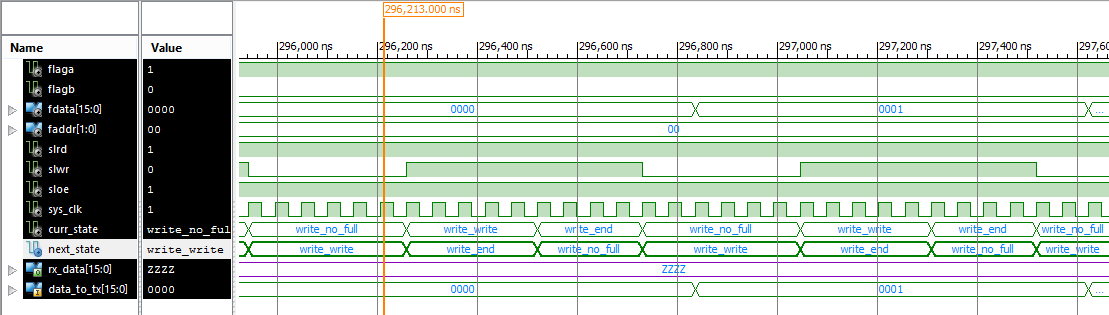 296,213.000 ns
296,000 ns 296,200 ns 296,400 ns 296,600 ns 296,800 ns 297,000 ns 297,200 ns 297,400 ns 297,60
Name Value
flaga 1
flagb 0
fdata[15:0] 0000 0000 0001 ...
faddr[1:0] 00 00
slrd 1
slwr 0
sloe 1
sys_clk 1
curr_state write_no_ful write_no_full write_write write_end write_no_full write_write write_end write_no_full
next_state write_write write_write write_end write_no_full write_write write_end write_no_full write_write
rx_data[15:0] ZZZZ ZZZZ
data_to_tx[15:0] 0000 0000 0001 ...